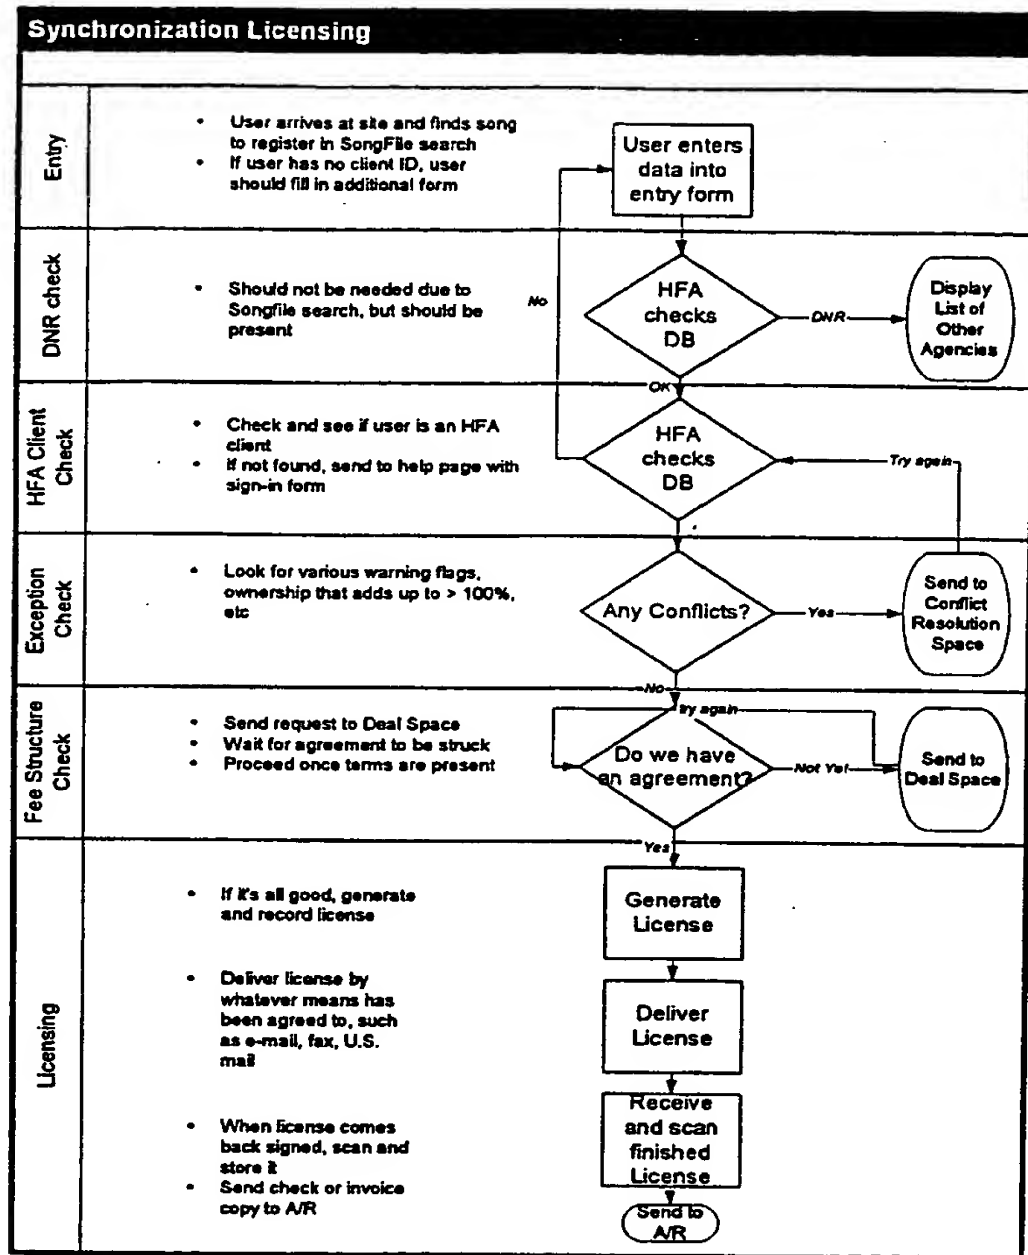 Synchronization Licensing
Entry
• User arrives at site and finds song
to register in SongFile search
• If user has no client ID, user
should fill in additional form
User enters
data into
entry form
DNR check
• Should not be needed due to
Songfile search, but should be
present
No
HFA
checks
DB
DNR
Display
List of
Other
Agencies
OK
HFA Client
Check
• Check and see if user is an HFA
client
• If not found, send to help page with
sign-in form
HFA
checks
DB
Try again
Exception
Check
• Look for various warning flags,
ownership that adds up to > 100%,
etc
Any Conflicts?
Yes
Send to
Conflict
Resolution
Space
No
Fee Structure
Check
• Send request to Deal Space
• Wait for agreement to be struck
• Proceed once terms are present
try again
Do we have
an agreement?
Not Yet
Send to
Deal Space
Yes
Licensing
• If it's all good, generate
and record license
Generate
License
• Deliver license by
whatever means has
been agreed to, such
as e-mail, fax, U.S.
mail
Deliver
License
• When license comes
back signed, scan and
store it
• Send check or invoice
copy to A/R
Receive
and scan
finished
License
Send to
A/R